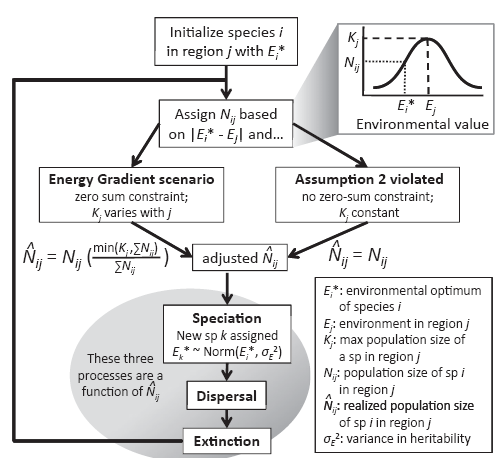 Initialize species i
in region j with Ei*
Kj
Nij
Ei* Ej
Environmental value
Assign Nij based
on |Ei* - Ej| and...
Energy Gradient scenario
zero sum constraint;
Kj varies with j
Assumption 2 violated
no zero-sum constraint;
Kj constant
N̂ij = Nij (min(Kj,∑Nij)/∑Nij)
adjusted N̂ij
N̂ij = Nij
Speciation
New sp k assigned
Ek* ~ Norm(Ei*, σE²)
These three
processes are a
function of N̂ij
Dispersal
Extinction
Ei*: environmental optimum
of species i
Ej: environment in region j
Kj: max population size of
a sp in region j
Nij: population size of sp i
in region j
N̂ij: realized population size
of sp i in region j
σE²: variance in heritability